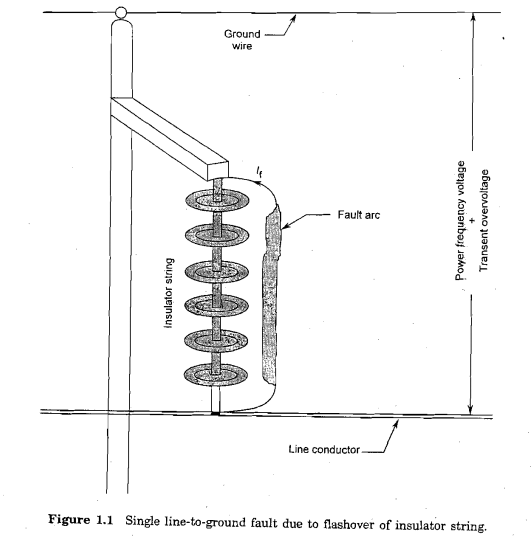 Ground
wire
I_f
Fault arc
Insulator string
Power frequency voltage
+
Transent overvoltage
Line conductor
Figure 1.1 Single line-to-ground fault due to flashover of insulator string.